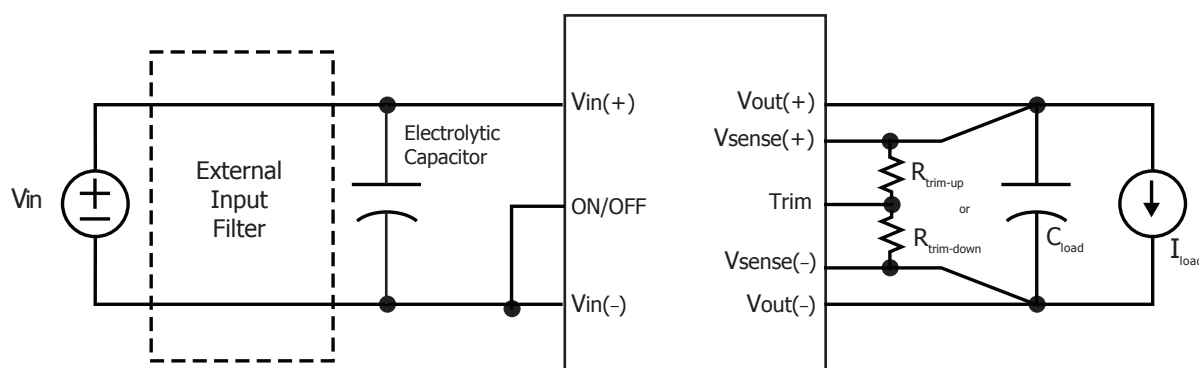 Vin
External
Input
Filter
Electrolytic
Capacitor
Vin(+)
ON/OFF
Vin(−)
Vout(+)
Vsense(+)
Trim
Vsense(−)
Vout(−)
Rtrim-up
or
Rtrim-down
Cload
Iload